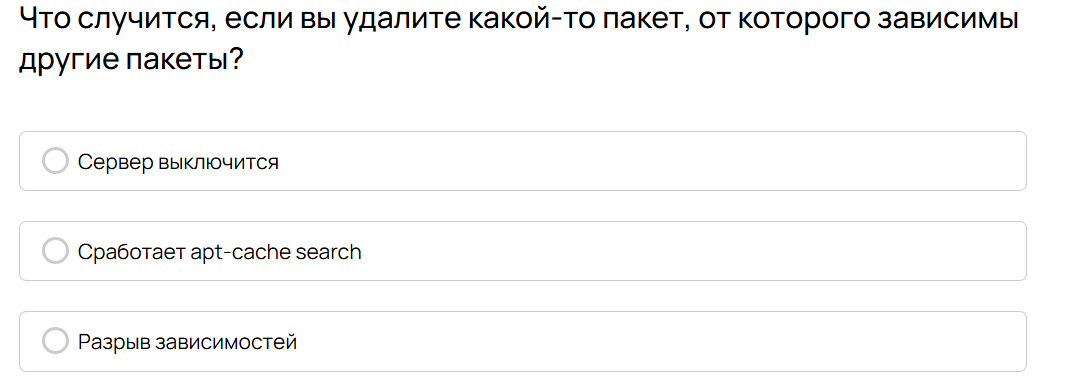 Что случится, если вы удалите какой-то пакет, от которого зависимы
другие пакеты?
Сервер выключится
Сработает apt-cache search
Разрыв зависимостей